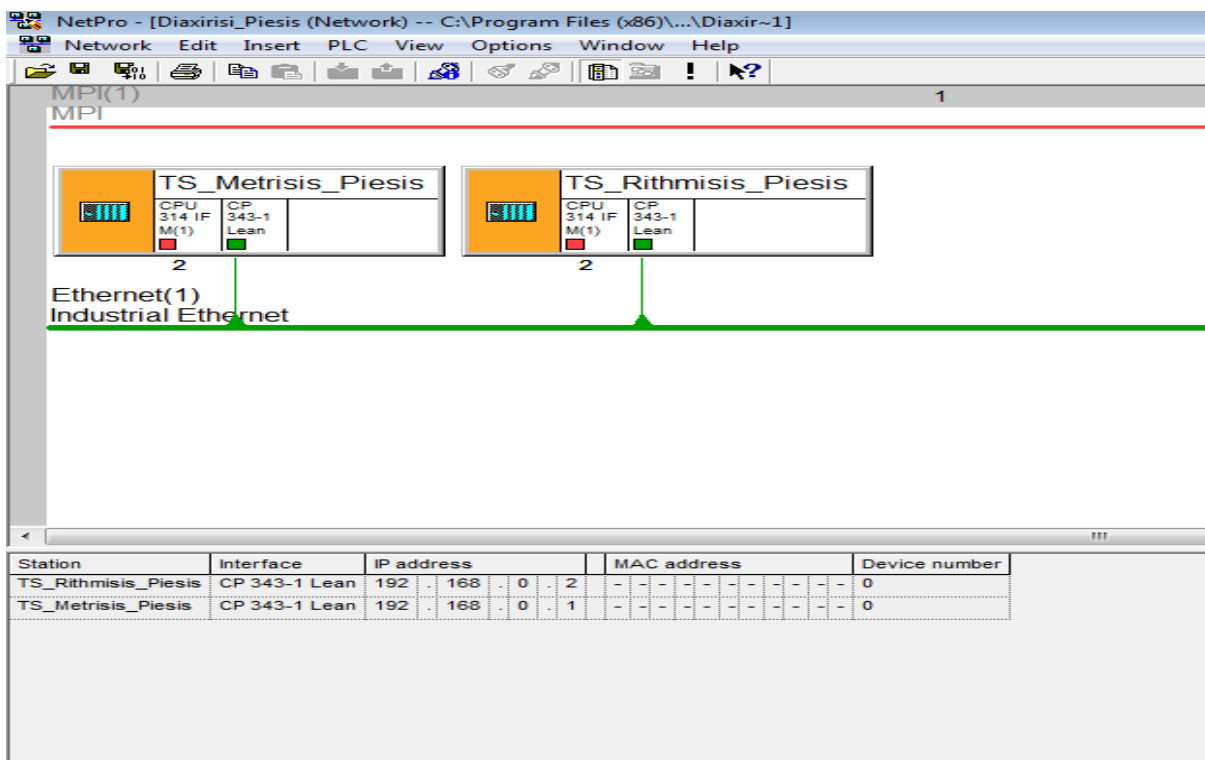 NetPro - [Diaxirisi_Piesis (Network) -- C:\Program Files (x86)\...\Diaxir~1]
Network Edit Insert PLC View Options Window Help
MPI(1) 1
MPI
TS_Metrisis_Piesis TS_Rithmisis_Piesis
CPU CP CPU CP
314 IF 343-1 314 IF 343-1
M(1) Lean M(1) Lean
2 2
Ethernet(1)
Industrial Ethernet
Station Interface IP address MAC address Device number
TS_Rithmisis_Piesis CP 343-1 Lean 192 . 168 . 0 . 2 - - - - - - - - - - - 0
TS_Metrisis_Piesis CP 343-1 Lean 192 . 168 . 0 . 1 - - - - - - - - - - - 0